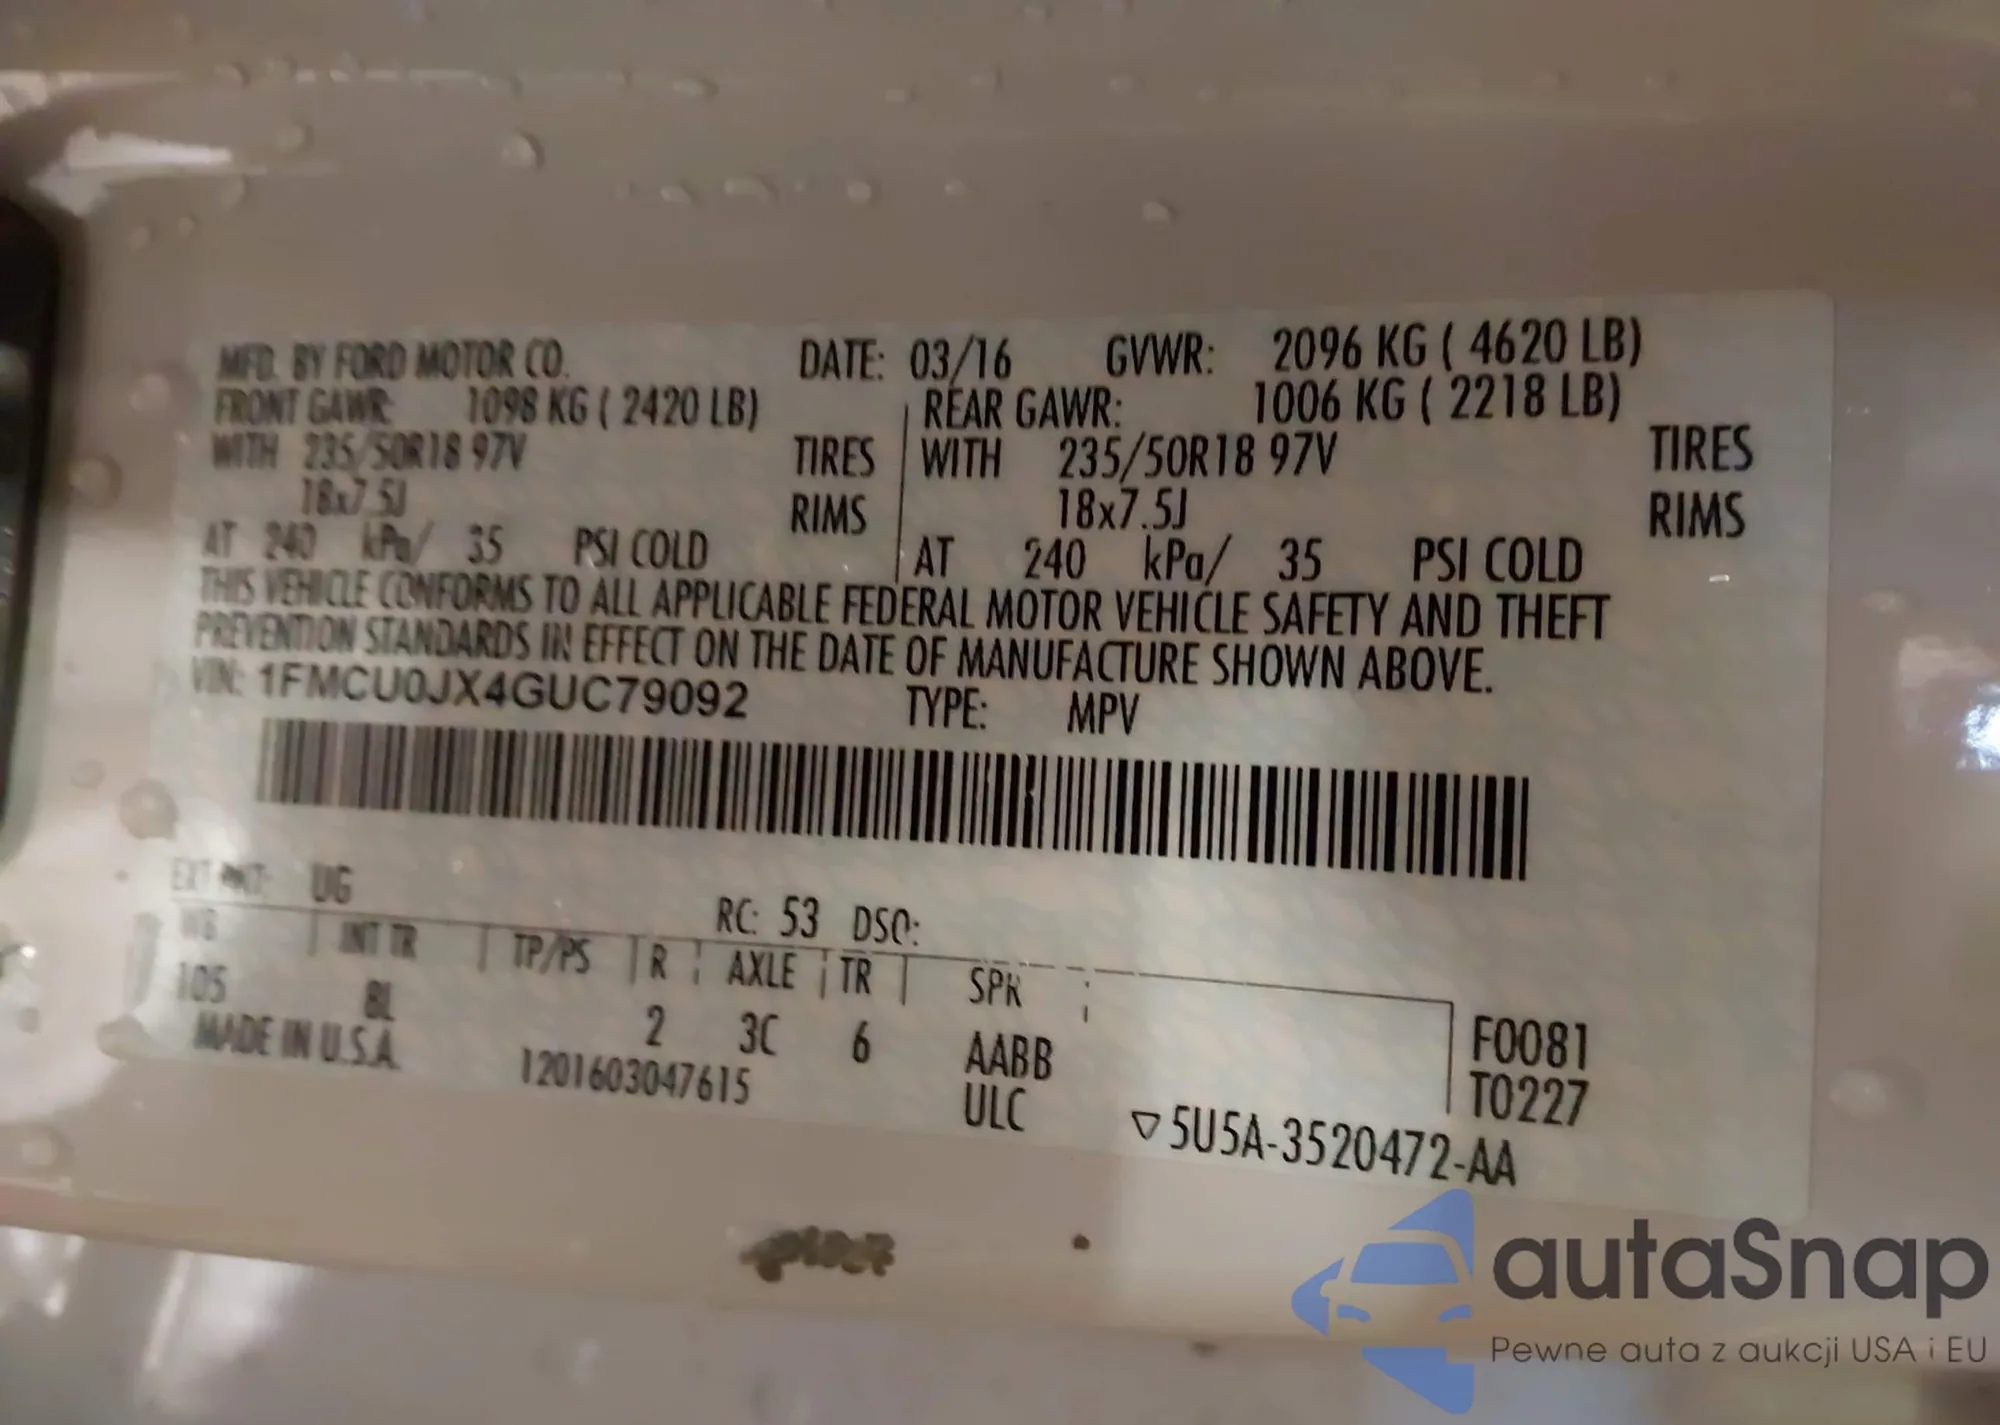 MFD. BY FORD MOTOR CO. DATE: 03/16 GVWR: 2096 KG ( 4620 LB)
FRONT GAWR: 1098 KG ( 2420 LB) REAR GAWR: 1006 KG ( 2218 LB)
WITH 235/50R18 97V TIRES WITH 235/50R18 97V TIRES
18x7.5J RIMS 18x7.5J RIMS
AT 240 kPa/ 35 PSI COLD AT 240 kPa/ 35 PSI COLD
THIS VEHICLE CONFORMS TO ALL APPLICABLE FEDERAL MOTOR VEHICLE SAFETY AND THEFT
PREVENTION STANDARDS IN EFFECT ON THE DATE OF MANUFACTURE SHOWN ABOVE.
VIN: 1FMCU0JX4GUC79092 TYPE: MPV
EXT PNT: UG RC: 53 DSO:
WB INT TR TP/PS R AXLE TR SPR
105 8L 2 3C 6 AABB F0081
MADE IN U.S.A. 1201603047615 ULC T0227
▽5U5A-3520472-AA
autaSnap
Pewne auta z aukcji USA i EU